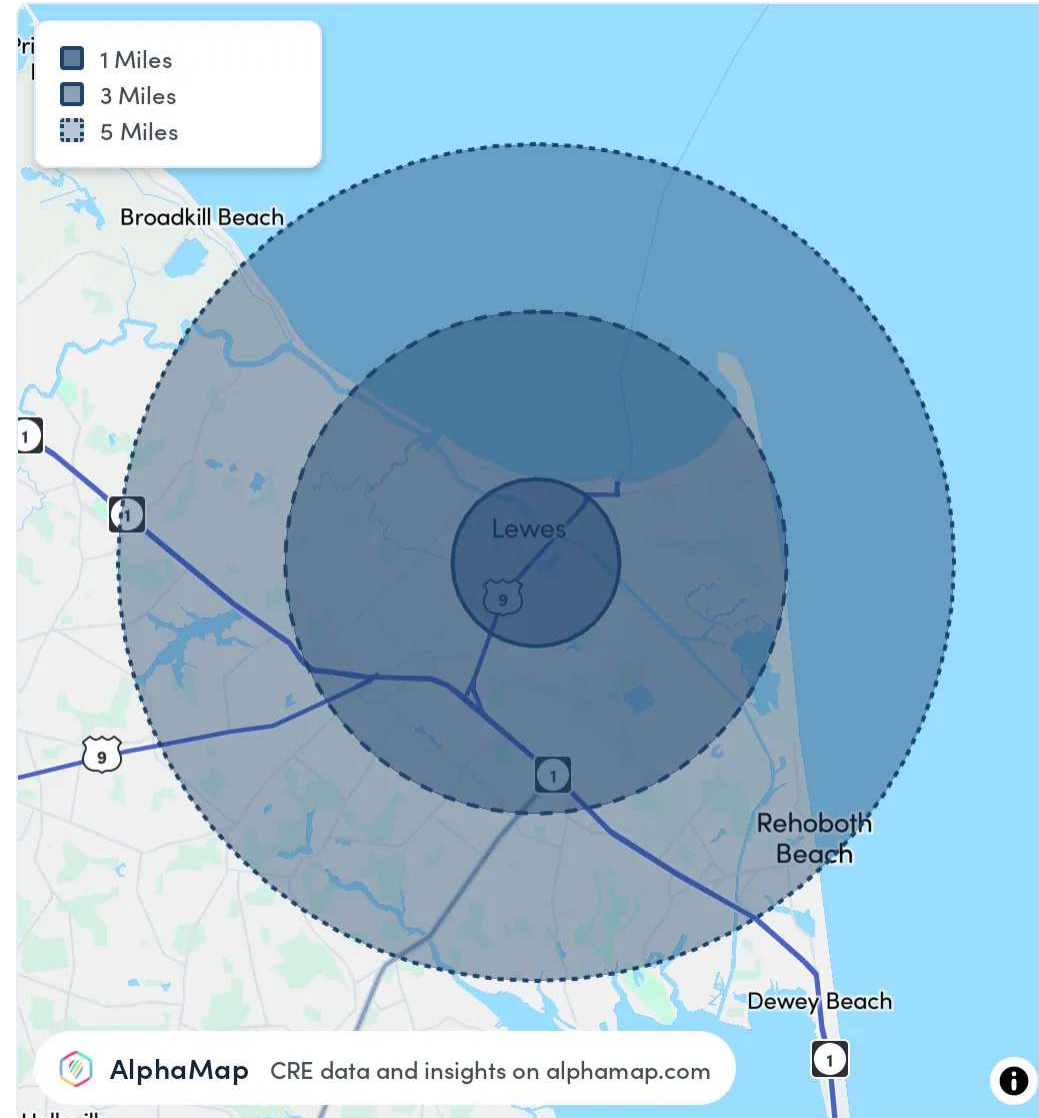 1 Miles
3 Miles
5 Miles
Broadkill Beach
1
1
Lewes
9
9
1
Rehoboth
Beach
Dewey Beach
1
AlphaMap CRE data and insights on alphamap.com